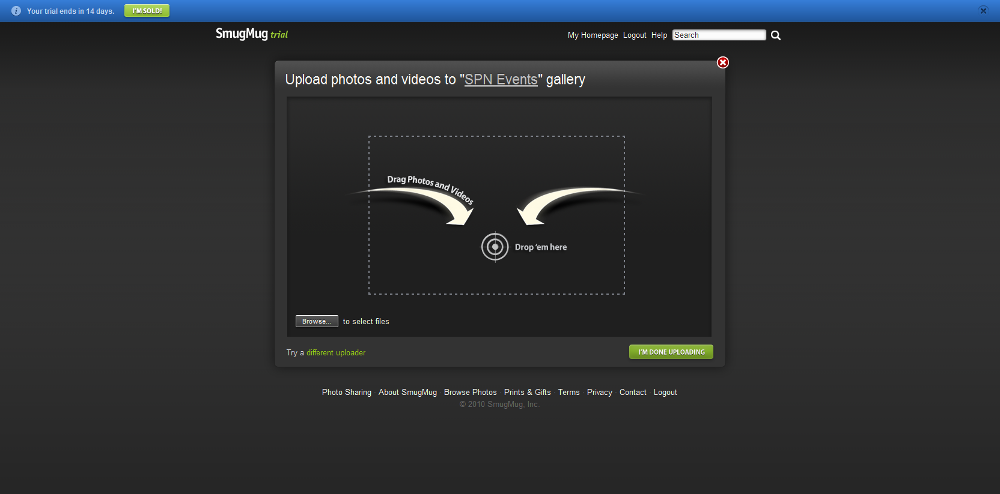 Your trial ends in 14 days. I'M SOLD!
SmugMug trial
My Homepage Logout Help Search
Upload photos and videos to "SPN Events" gallery
Drag Photos and Videos
Drop 'em here
Browse... to select files
Try a different uploader
I'M DONE UPLOADING
Photo Sharing · About SmugMug · Browse Photos · Prints & Gifts · Terms · Privacy · Contact · Logout
© 2010 SmugMug, Inc.